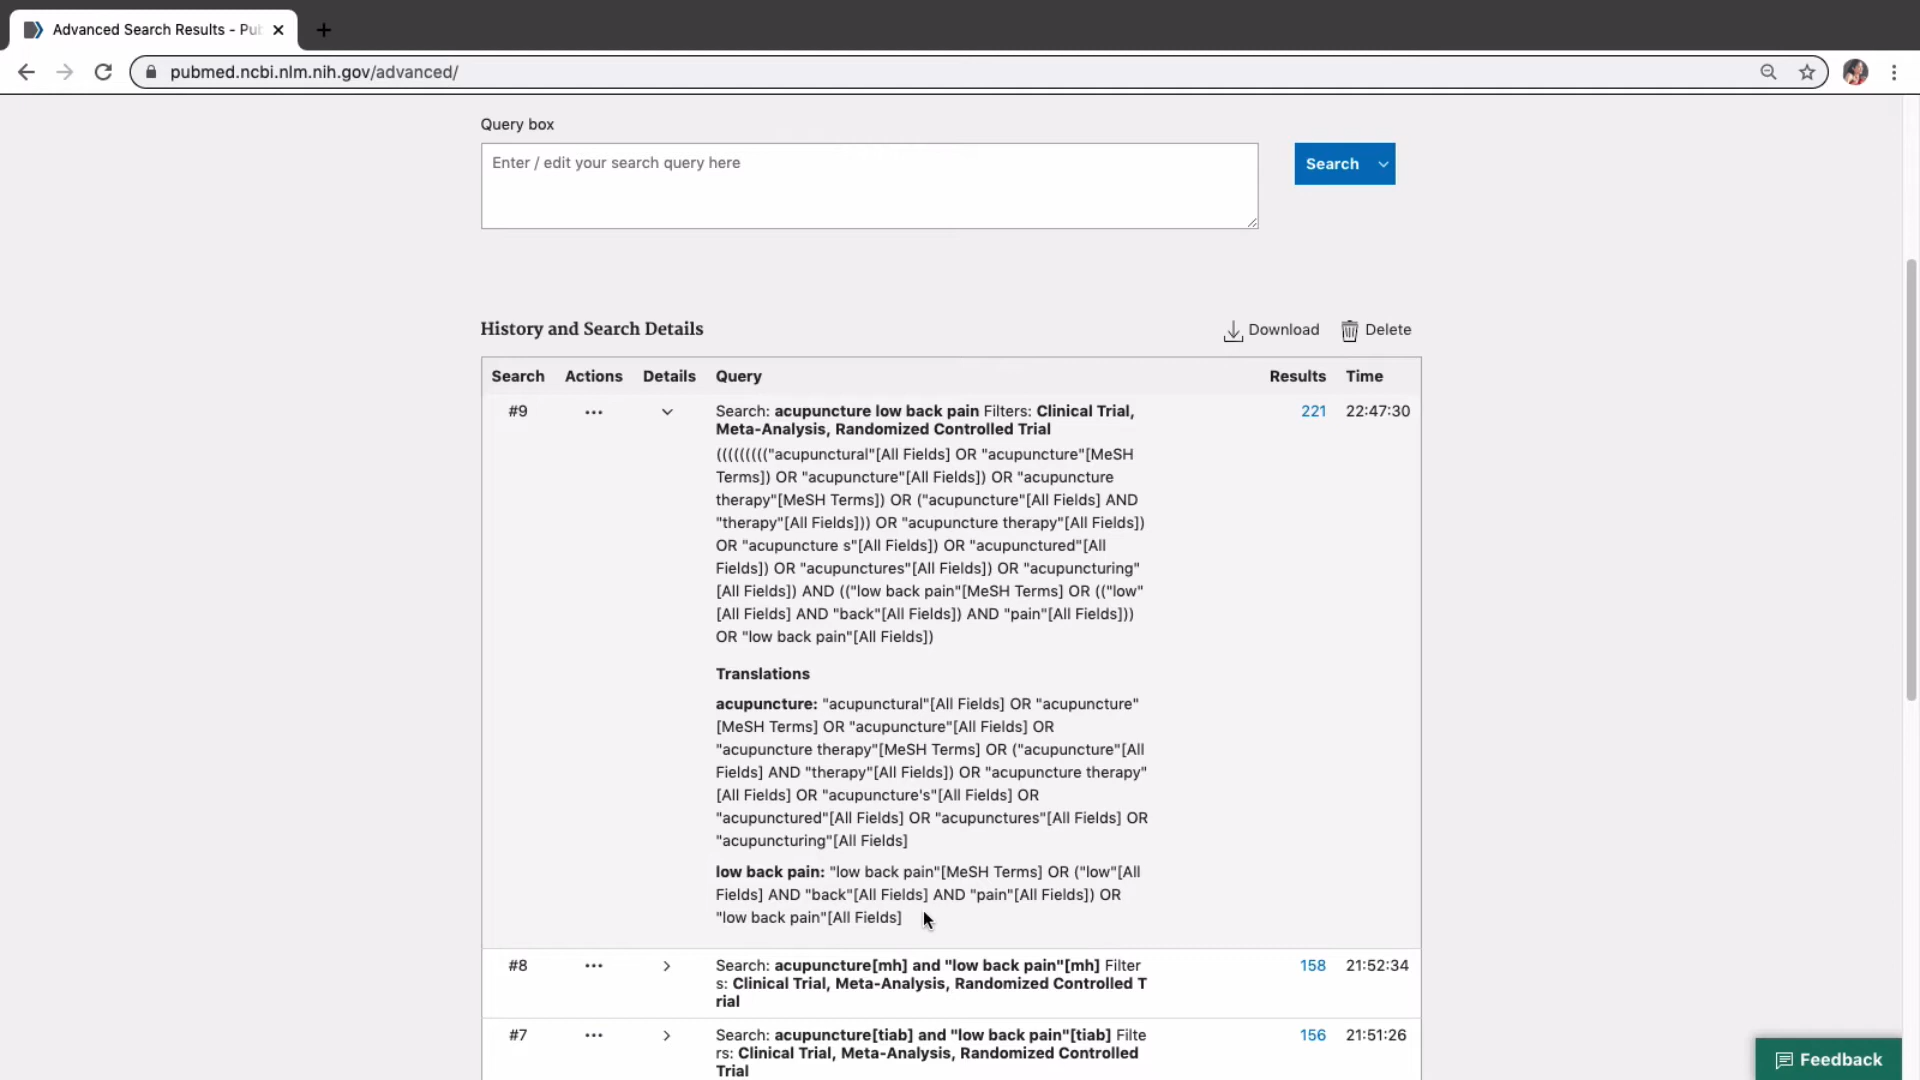 Advanced Search Results - Pu
pubmed.ncbi.nlm.nih.gov/advanced/
Query box
Enter / edit your search query here
Search
History and Search Details
Download
Delete
Search Actions Details Query Results Time
#9 Search: acupuncture low back pain Filters: Clinical Trial, 221 22:47:30
Meta-Analysis, Randomized Controlled Trial
((((((((("acupunctural"[All Fields] OR "acupuncture"[MeSH
Terms]) OR "acupuncture"[All Fields]) OR "acupuncture
therapy"[MeSH Terms]) OR ("acupuncture"[All Fields] AND
"therapy"[All Fields])) OR "acupuncture therapy"[All Fields])
OR "acupuncture s"[All Fields]) OR "acupunctured"[All
Fields]) OR "acupunctures"[All Fields]) OR "acupuncturing"
[All Fields]) AND (("low back pain"[MeSH Terms] OR (("low"
[All Fields] AND "back"[All Fields]) AND "pain"[All Fields]))
OR "low back pain"[All Fields])
Translations
acupuncture: "acupunctural"[All Fields] OR "acupuncture"
[MeSH Terms] OR "acupuncture"[All Fields] OR
"acupuncture therapy"[MeSH Terms] OR ("acupuncture"[All
Fields] AND "therapy"[All Fields]) OR "acupuncture therapy"
[All Fields] OR "acupuncture's"[All Fields] OR
"acupunctured"[All Fields] OR "acupunctures"[All Fields] OR
"acupuncturing"[All Fields]
low back pain: "low back pain"[MeSH Terms] OR ("low"[All
Fields] AND "back"[All Fields] AND "pain"[All Fields]) OR
"low back pain"[All Fields]
#8 Search: acupuncture[mh] and "low back pain"[mh] Filter 158 21:52:34
s: Clinical Trial, Meta-Analysis, Randomized Controlled T
rial
#7 Search: acupuncture[tiab] and "low back pain"[tiab] Filte 156 21:51:26
rs: Clinical Trial, Meta-Analysis, Randomized Controlled
Trial
Feedback